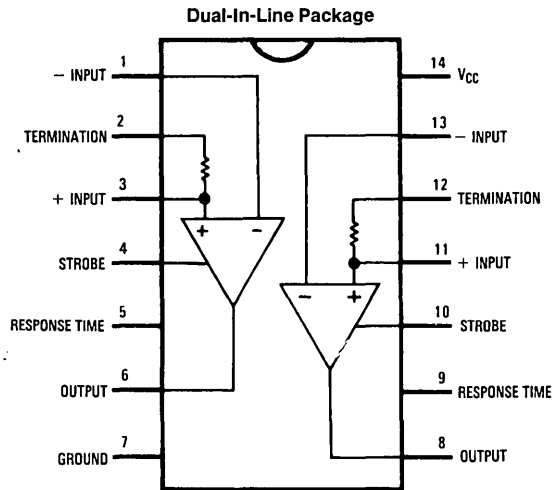 Dual-In-Line Package
1
– INPUT
2
TERMINATION
3
+ INPUT
4
STROBE
5
RESPONSE TIME
6
OUTPUT
7
GROUND
14
VCC
13
– INPUT
12
TERMINATION
11
+ INPUT
10
STROBE
9
RESPONSE TIME
8
OUTPUT
+ –
– +